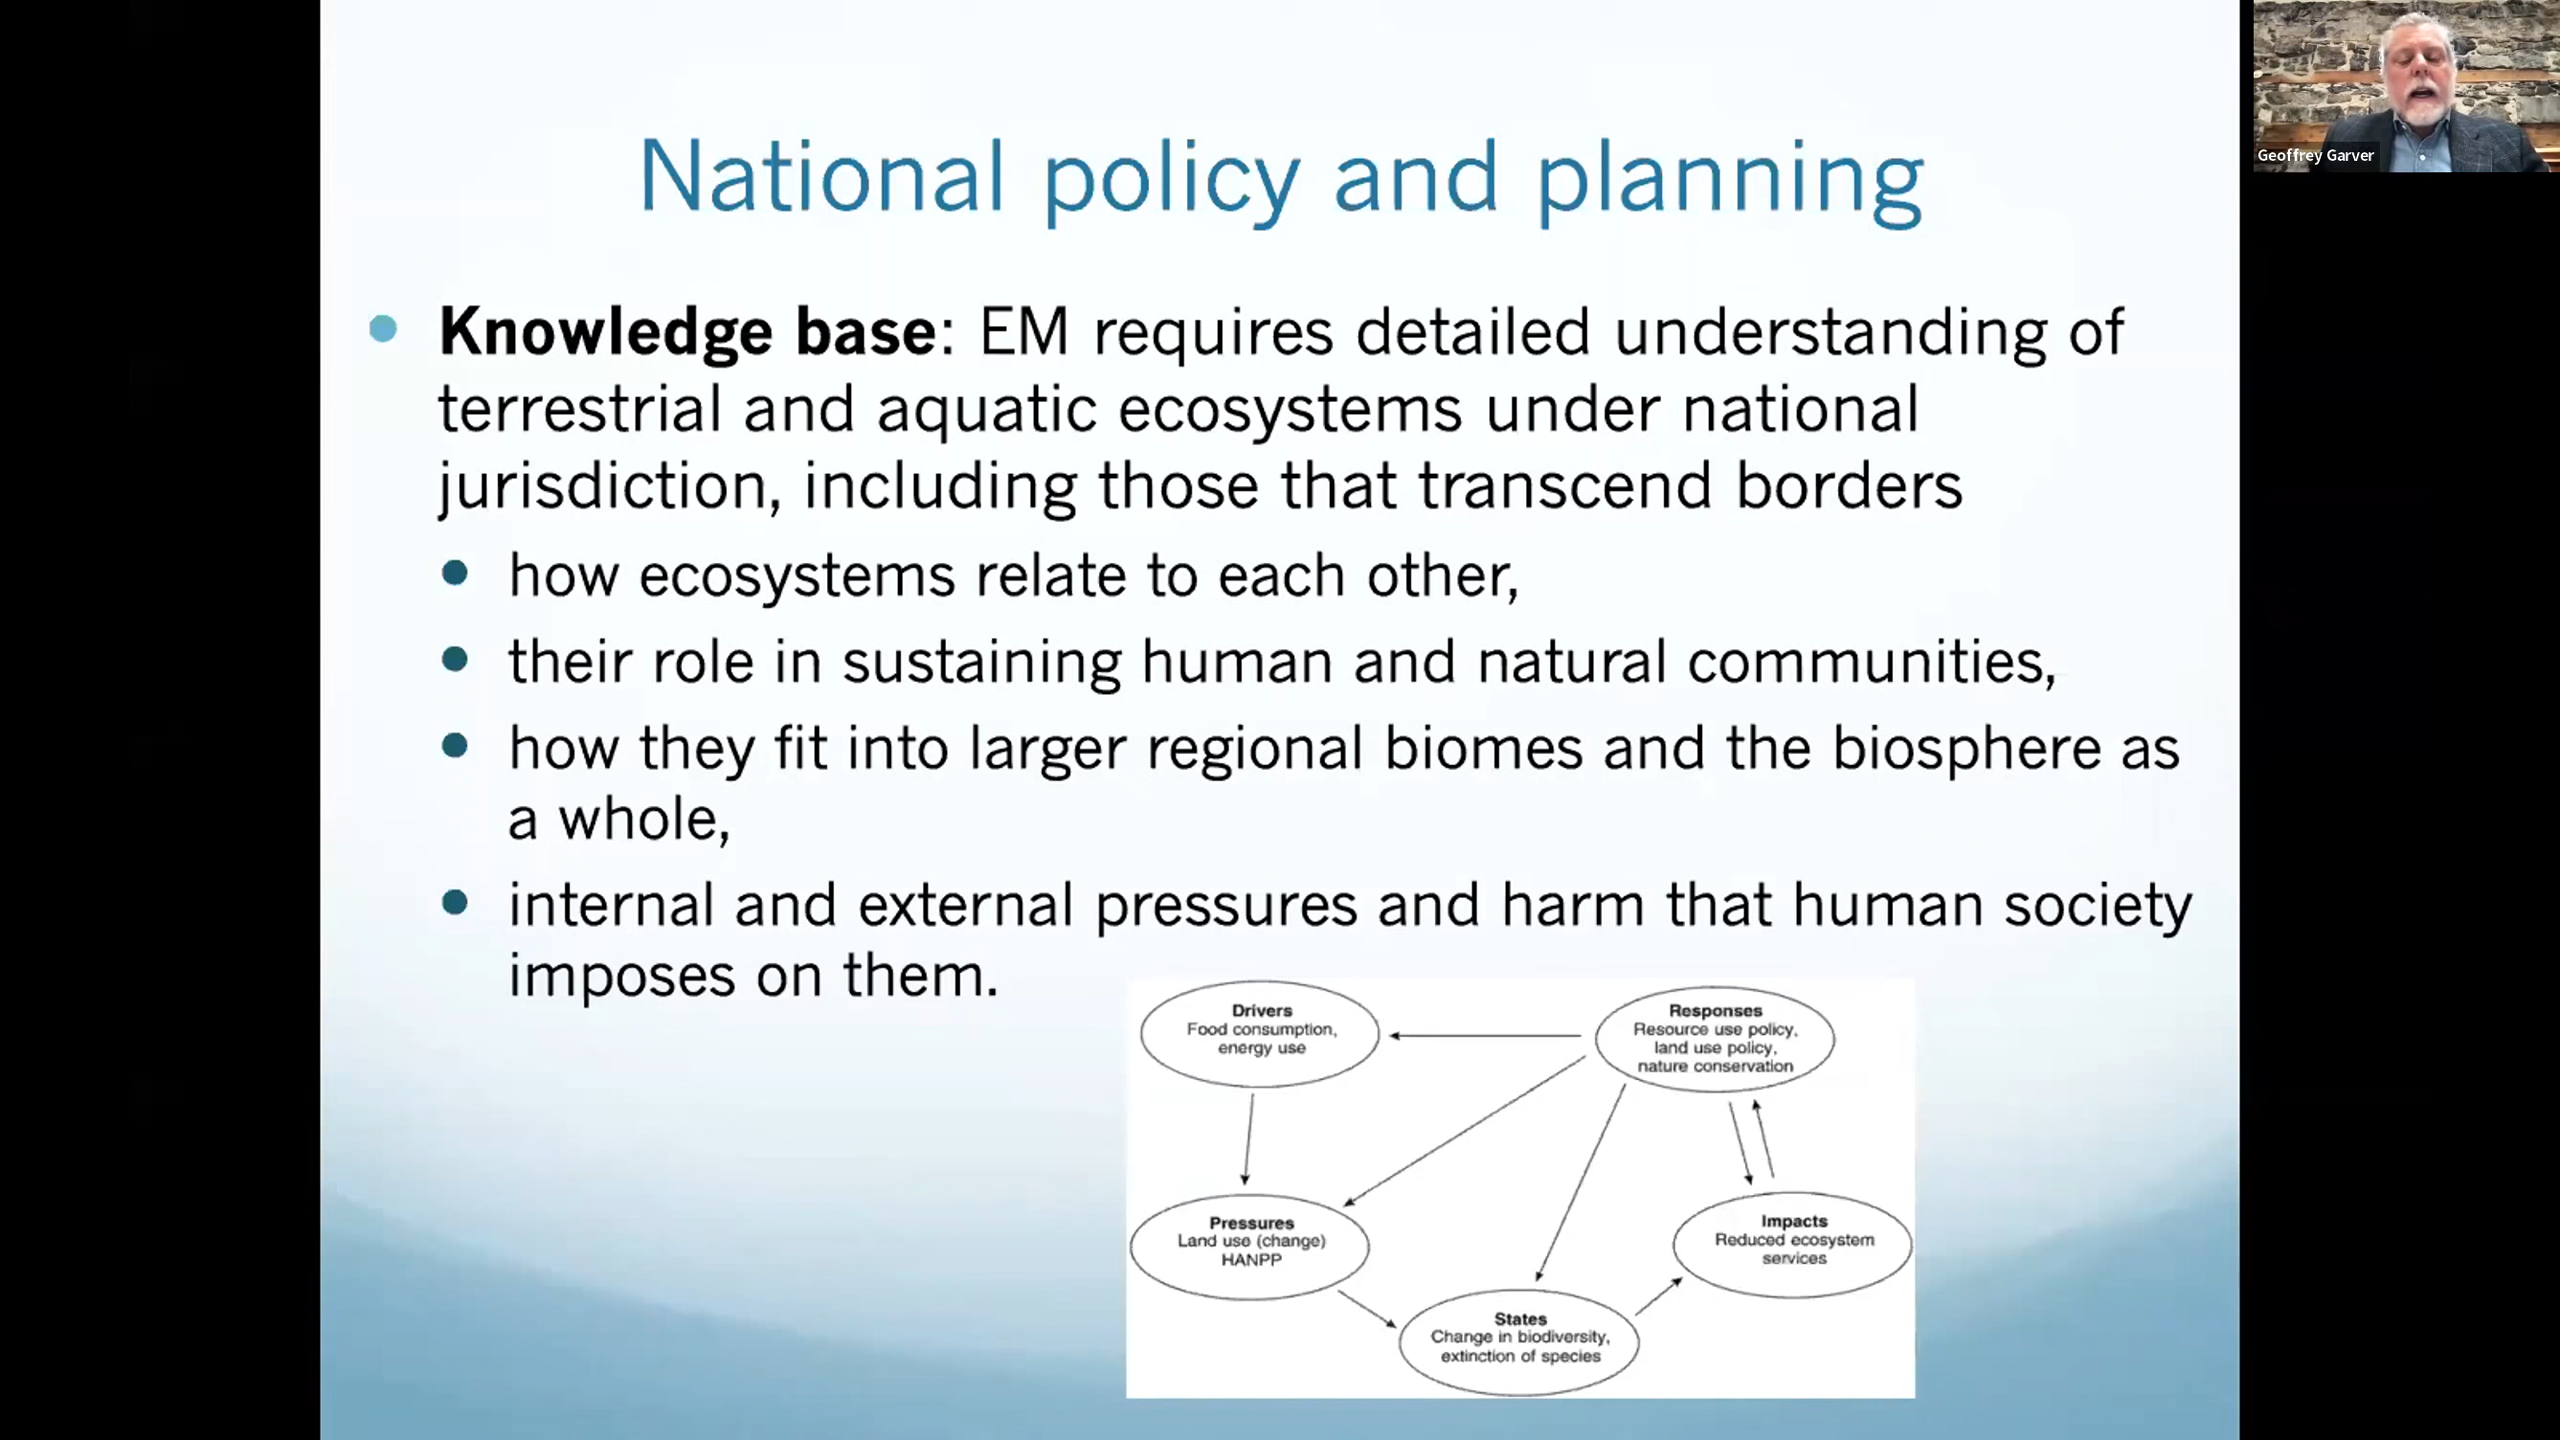 National policy and planning
Geoffrey Garver
Knowledge base: EM requires detailed understanding of
terrestrial and aquatic ecosystems under national
jurisdiction, including those that transcend borders
how ecosystems relate to each other,
their role in sustaining human and natural communities,
how they fit into larger regional biomes and the biosphere as
a whole,
internal and external pressures and harm that human society
imposes on them.
Drivers
Food consumption,
energy use
Responses
Resource use policy,
land use policy,
nature conservation
Pressures
Land use (change)
HANPP
Impacts
Reduced ecosystem
services
States
Change in biodiversity,
extinction of species